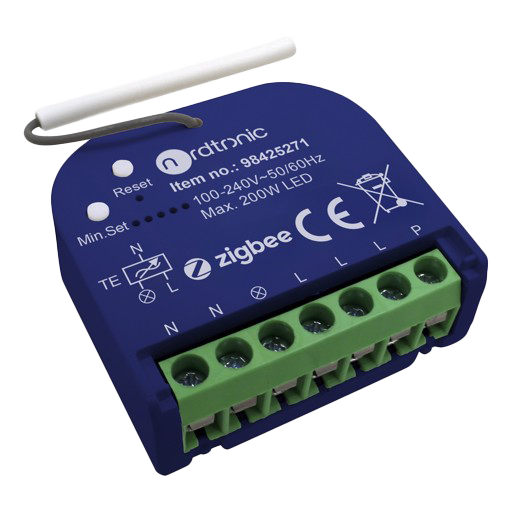 nordtronic
Item no.: 98425271
Reset
100-240V~50/60Hz
Max. 200W LED
Min.Set
zigbee CE
N
TE
L
N N L L L P